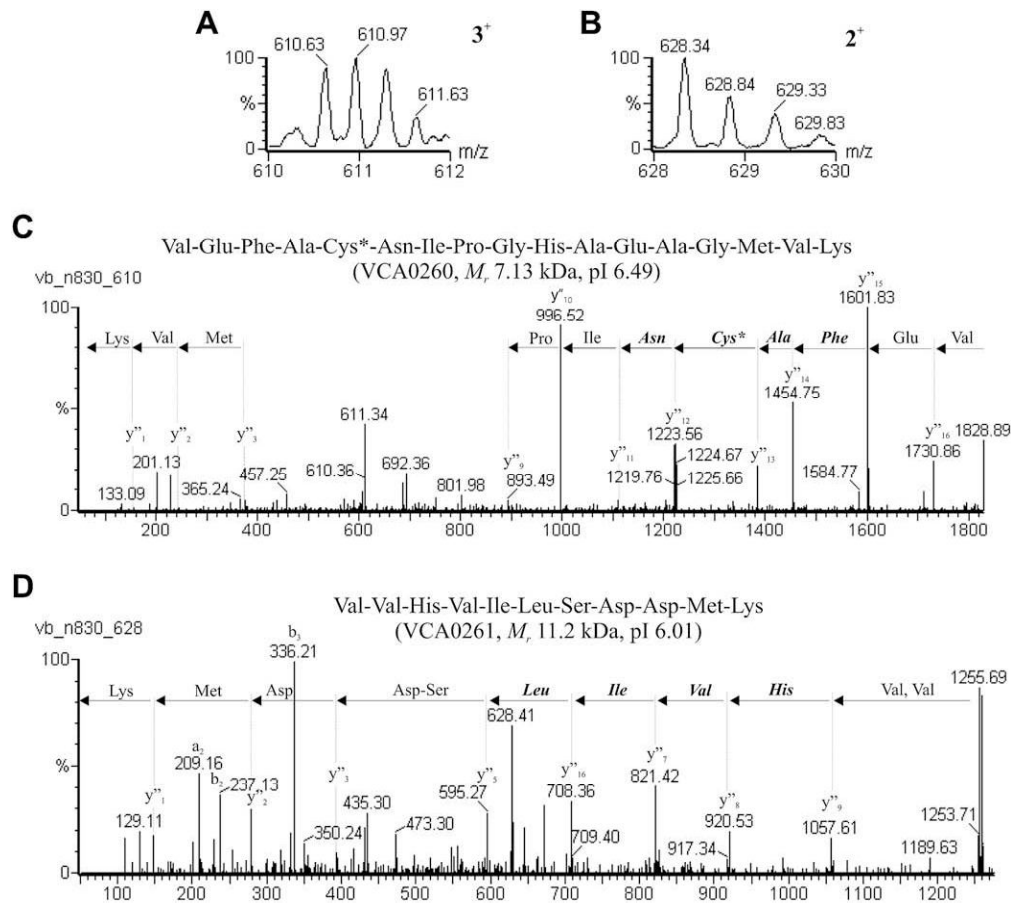 A
3+
610.63
610.97
611.63
100
%
0
610
611
612
m/z
B
2+
628.34
628.84
629.33
629.83
100
%
0
628
629
630
m/z
C
Val-Glu-Phe-Ala-Cys*-Asn-Ile-Pro-Gly-His-Ala-Glu-Ala-Gly-Met-Val-Lys
(VCA0260, Mr 7.13 kDa, pI 6.49)
vb_n830_610
100
%
0
Lys
Val
Met
Pro
Ile
Asn
Cys*
Ala
Phe
Glu
Val
y"1
y"2
y"3
y"9
y"10
y"11
y"12
y"13
y"14
y"15
y"16
133.09
201.13
365.24
457.25
610.36
611.34
692.36
801.98
893.49
996.52
1219.76
1223.56
1224.67
1225.66
1454.75
1584.77
1601.83
1730.86
1828.89
200
400
600
800
1000
1200
1400
1600
1800
D
Val-Val-His-Val-Ile-Leu-Ser-Asp-Asp-Met-Lys
(VCA0261, Mr 11.2 kDa, pI 6.01)
vb_n830_628
100
%
0
Lys
Met
Asp
Asp-Ser
Leu
Ile
Val
His
Val, Val
y"1
a2
b2
y"2
b3
y"3
y"5
y"16
y"7
y"8
y"9
129.11
209.16
237.13
336.21
350.24
435.30
473.30
595.27
628.41
708.36
709.40
821.42
917.34
920.53
1057.61
1189.63
1253.71
1255.69
100
200
300
400
500
600
700
800
900
1000
1100
1200